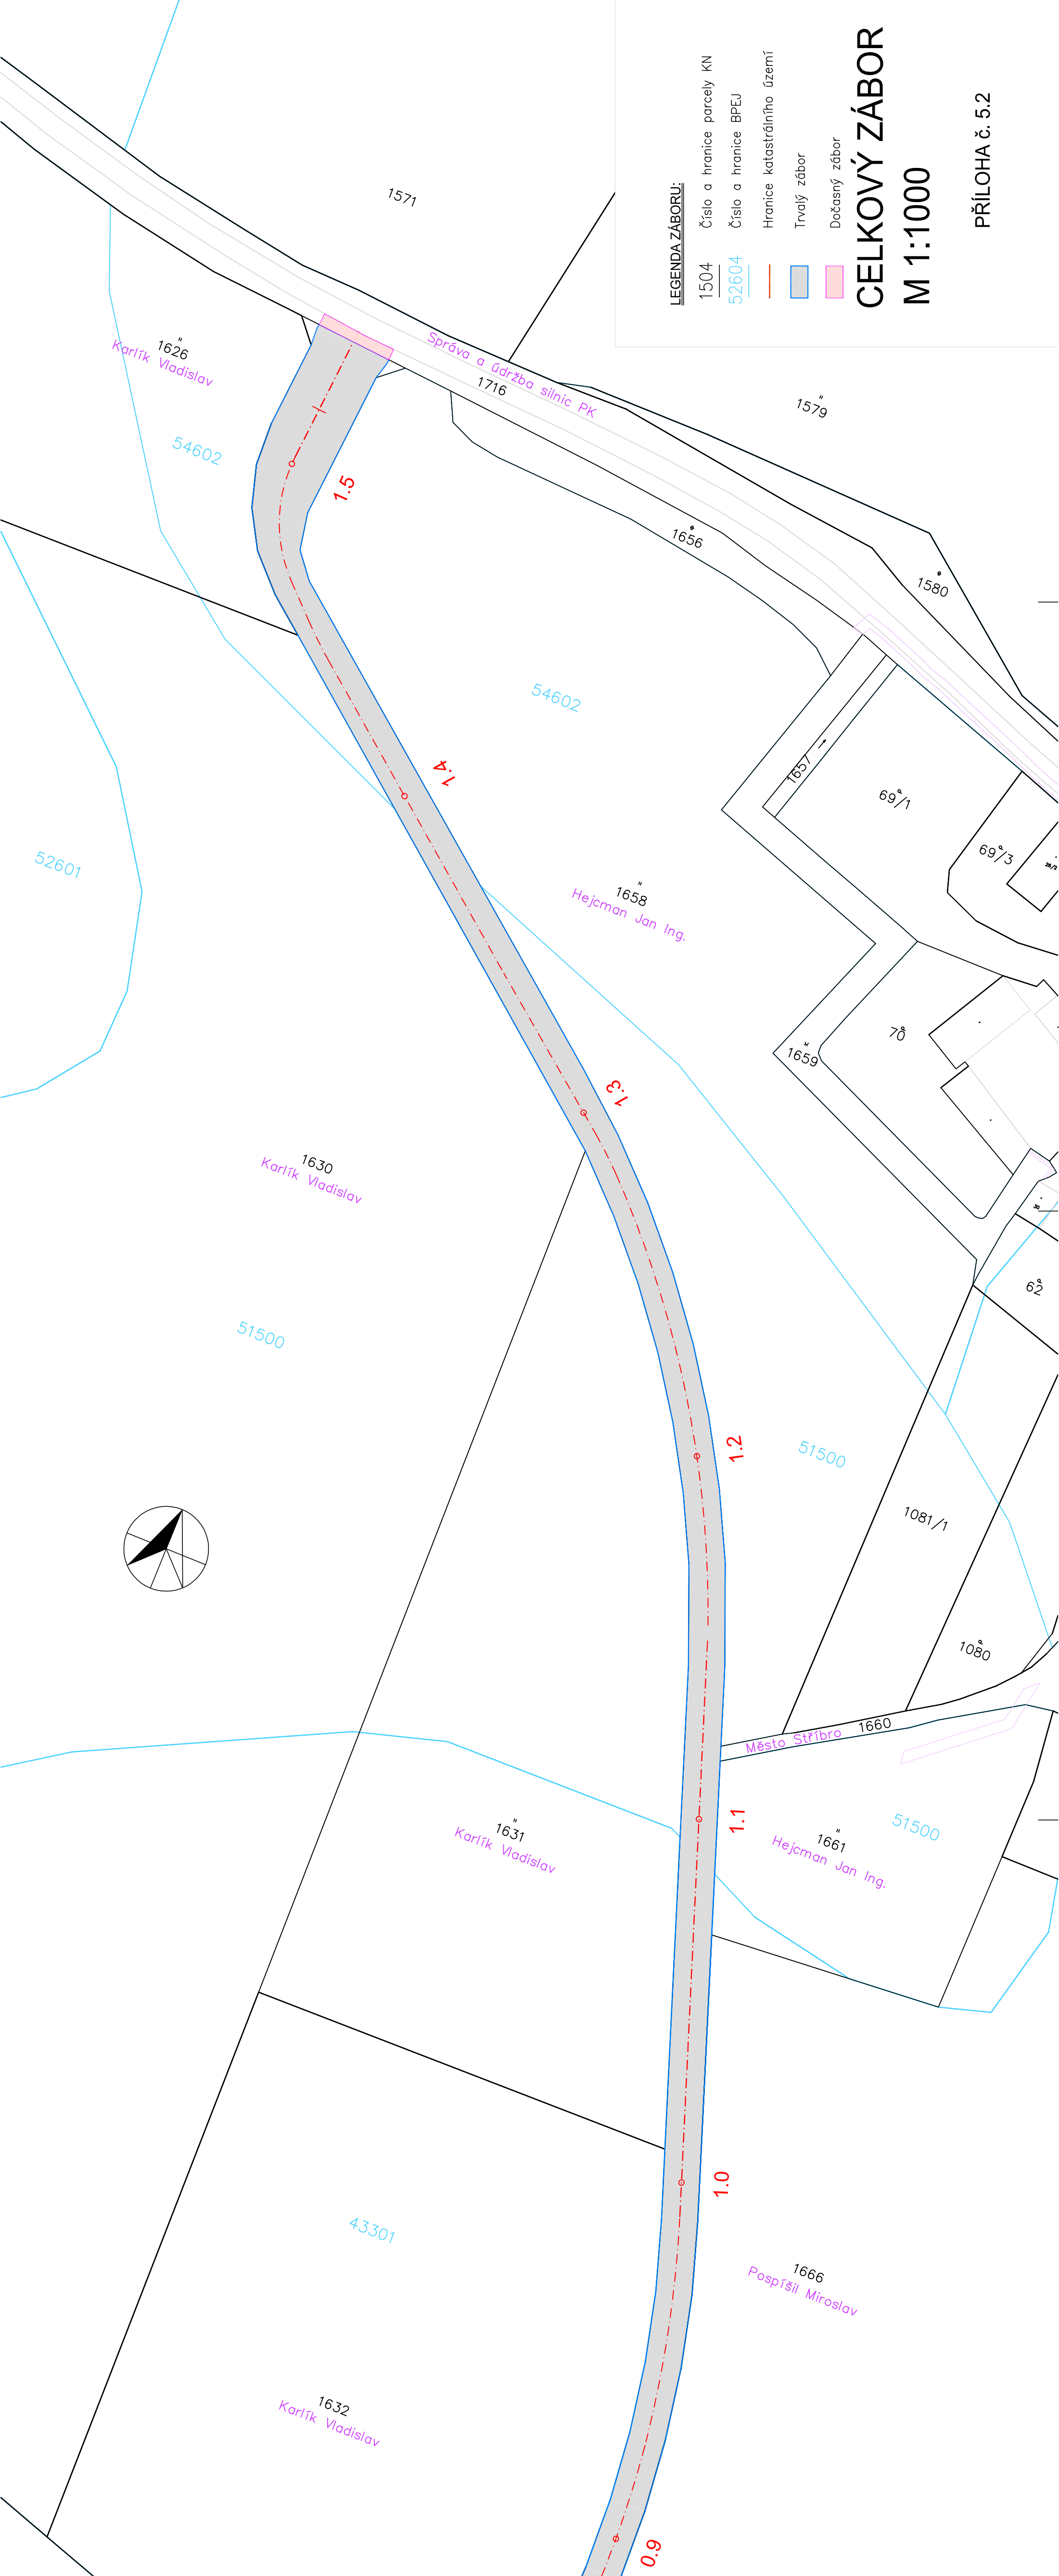 LEGENDA ZÁBORU:
1504 Číslo a hranice parcely KN
52604 Číslo a hranice BPEJ
Hranice katastrálního území
Trvalý zábor
Dočasný zábor
CELKOVÝ ZÁBOR
M 1:1000
PŘÍLOHA č. 5.2
1571
1626
Karlík Vladislav
Správa a údržba silnic PK
1716
1579
54602
1.5
1656
1580
54602
1.4
1657
69/1
69/3
52601
1658
Hejcman Jan Ing.
70
1659
1.3
1630
Karlík Vladislav
62
51500
1.2
51500
1081/1
1080
1660
Město Stříbro
1.1
1631
Karlík Vladislav
1661
Hejcman Jan Ing.
51500
1.0
43301
1666
Pospíšil Miroslav
1632
Karlík Vladislav
0.9